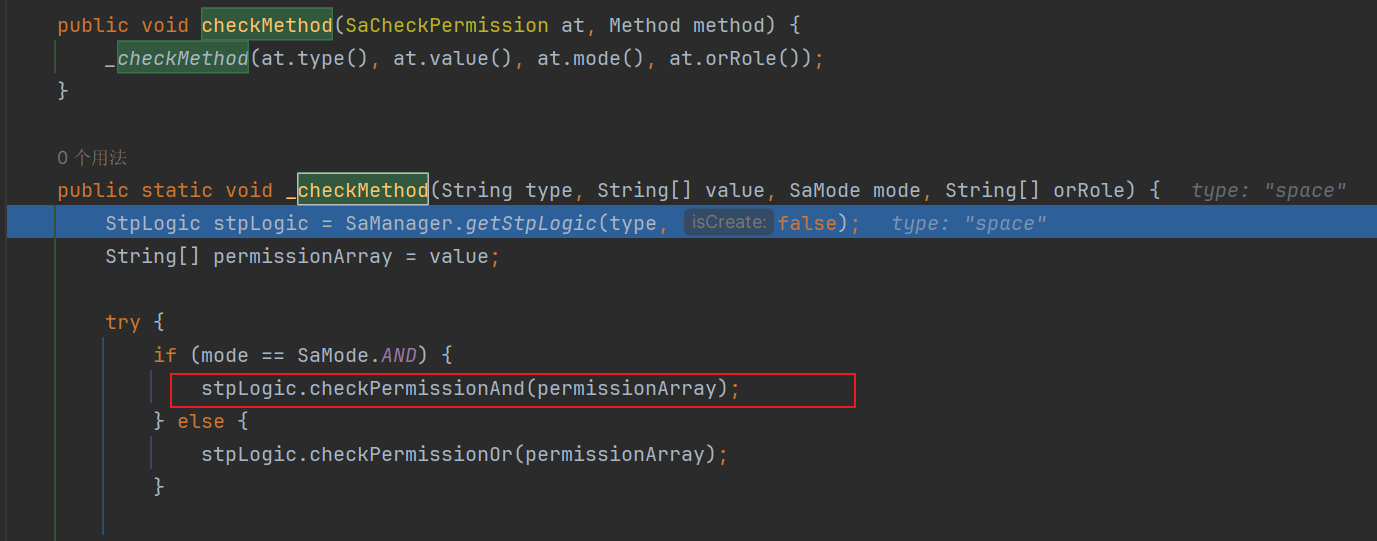 public void checkMethod(SaCheckPermission at, Method method) {
_checkMethod(at.type(), at.value(), at.mode(), at.orRole());
}
0 个用法
public static void _checkMethod(String type, String[] value, SaMode mode, String[] orRole) { type: "space"
StpLogic stpLogic = SaManager.getStpLogic(type, isCreate: false); type: "space"
String[] permissionArray = value;
try {
if (mode == SaMode.AND) {
stpLogic.checkPermissionAnd(permissionArray);
} else {
stpLogic.checkPermissionOr(permissionArray);
}